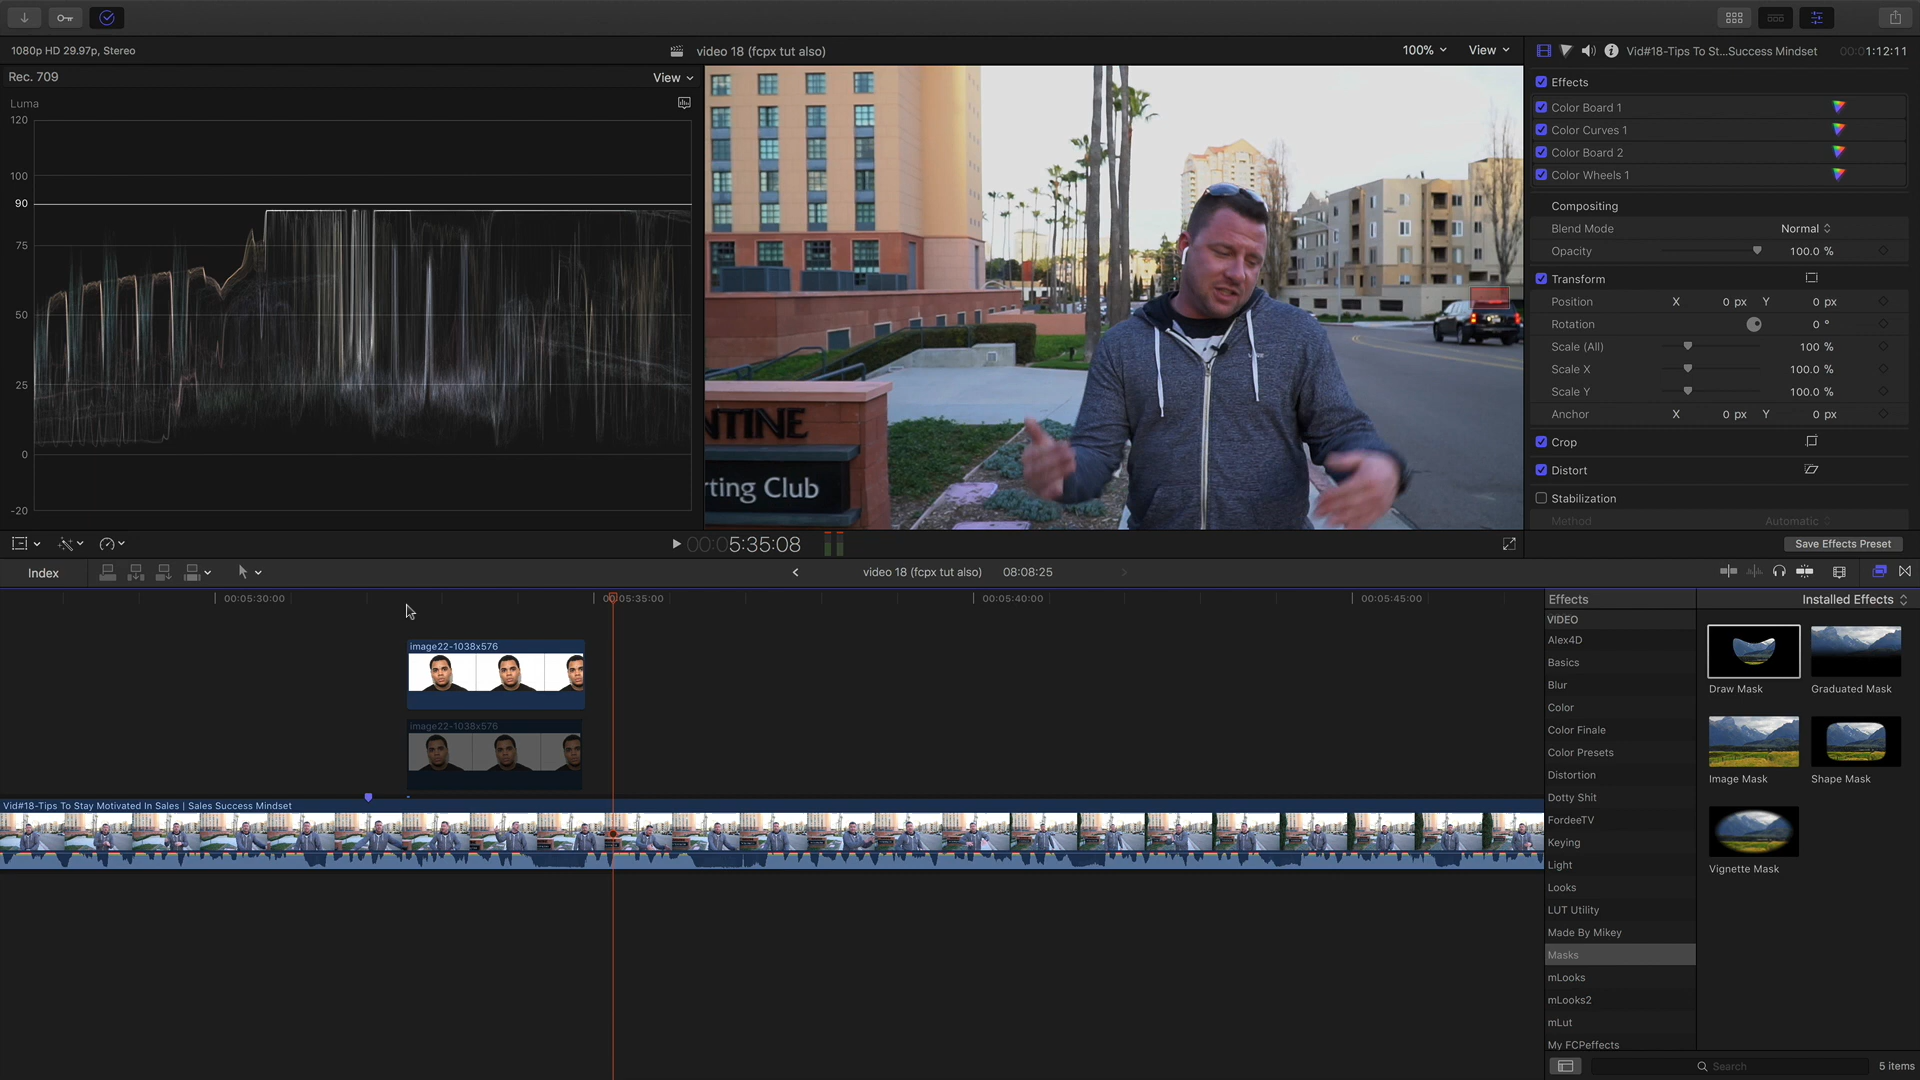 1080p HD 29.97p, Stereo
video 18 (fcpx tut also)
100%
View
Vid#18-Tips To St...Success Mindset
00:01:12:11
Rec. 709
View
Luma
120
100
90
75
50
25
0
-20
NTINE
rting Club
Effects
Color Board 1
Color Curves 1
Color Board 2
Color Wheels 1
Compositing
Blend Mode
Normal
Opacity
100.0 %
Transform
Position
X
0 px
Y
0 px
Rotation
0 °
Scale (All)
100 %
Scale X
100.0 %
Scale Y
100.0 %
Anchor
X
0 px
Y
0 px
Crop
Distort
Stabilization
Method
Automatic
00:05:35:08
Save Effects Preset
Index
video 18 (fcpx tut also)
08:08:25
00:05:30:00
00:05:35:00
00:05:40:00
00:05:45:00
image22-1038x576
image22-1038x576
Vid#18-Tips To Stay Motivated In Sales | Sales Success Mindset
Effects
Installed Effects
VIDEO
Alex4D
Basics
Blur
Color
Color Finale
Color Presets
Distortion
Dotty Shit
FordeeTV
Keying
Light
Looks
LUT Utility
Made By Mikey
Masks
mLooks
mLooks2
mLut
My FCPeffects
Draw Mask
Graduated Mask
Image Mask
Shape Mask
Vignette Mask
Search
5 items